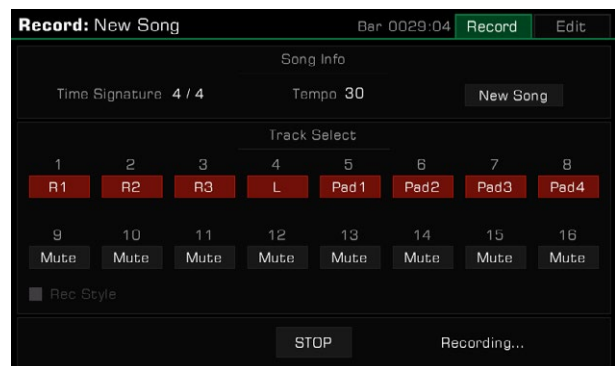 Record: New Song Bar 0029:04 Record Edit
Song Info
Time Signature 4 / 4 Tempo 30 New Song
Track Select
1 2 3 4 5 6 7 8
R1 R2 R3 L Pad1 Pad2 Pad3 Pad4
9 10 11 12 13 14 15 16
Mute Mute Mute Mute Mute Mute Mute Mute
Rec Style
STOP Recording...